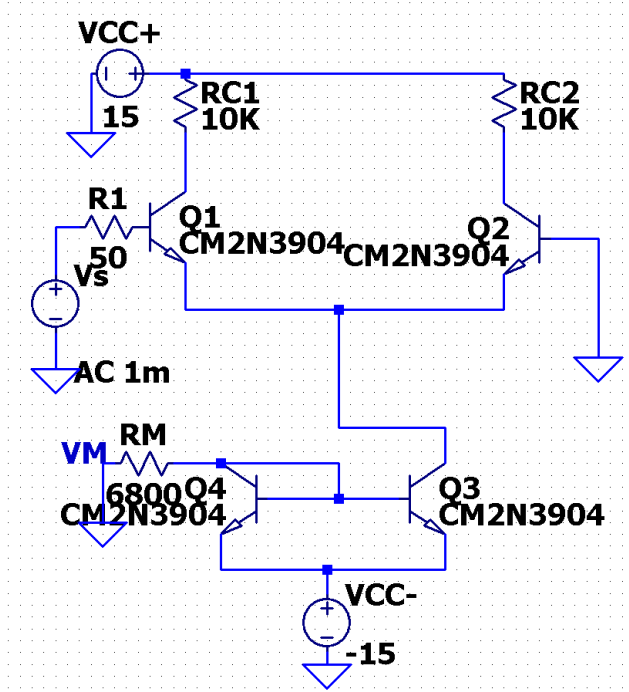 VCC+
15
RC1
10K
RC2
10K
R1
50
Q1
CM2N3904
Q2
CM2N3904
Vs
AC 1m
VM
RM
6800
Q4
CM2N3904
Q3
CM2N3904
VCC-
-15